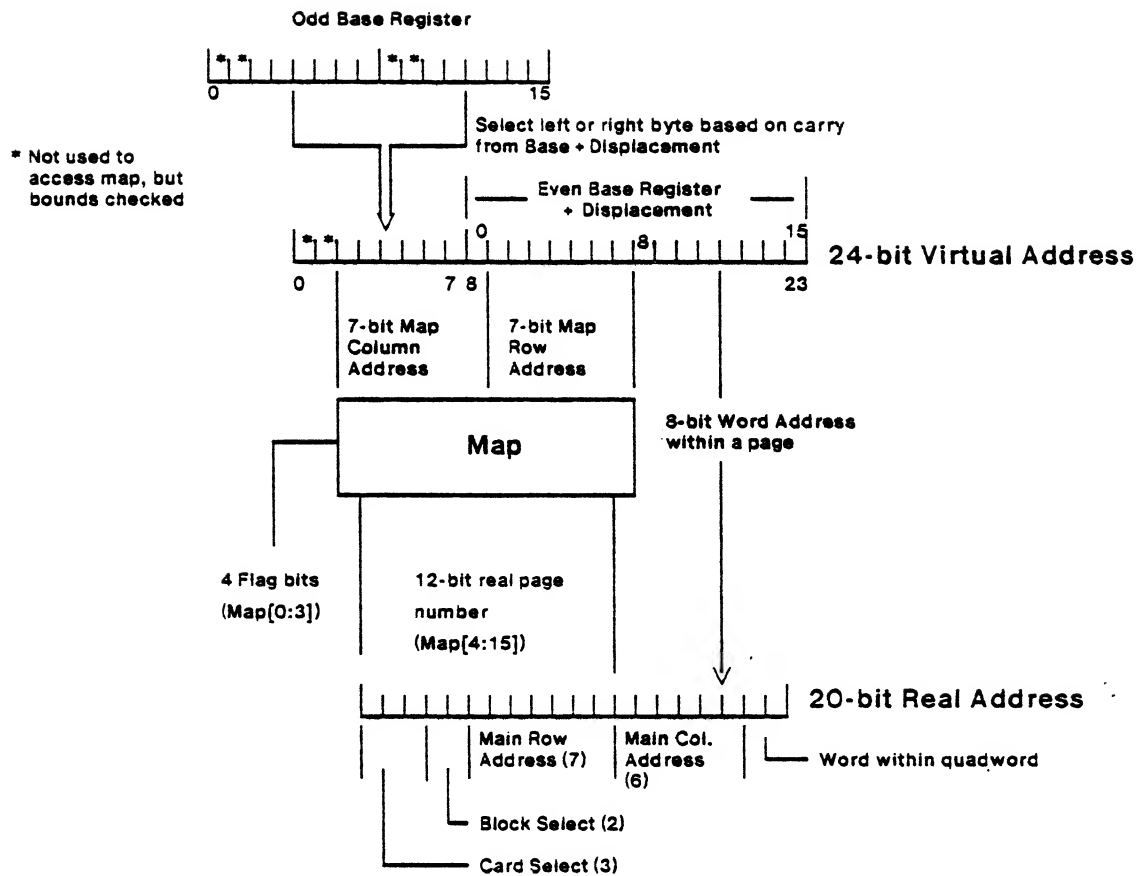 Odd Base Register
* * * *
0 15
Select left or right byte based on carry
from Base + Displacement
* Not used to
access map, but
bounds checked
Even Base Register
+ Displacement
0 8 15
* *
24-bit Virtual Address
0 7 8 23
7-bit Map
Column
Address
7-bit Map
Row
Address
8-bit Word Address
within a page
Map
4 Flag bits
(Map[0:3])
12-bit real page
number
(Map[4:15])
20-bit Real Address
Main Row
Address (7)
Main Col.
Address
(6)
Word within quadword
Block Select (2)
Card Select (3)